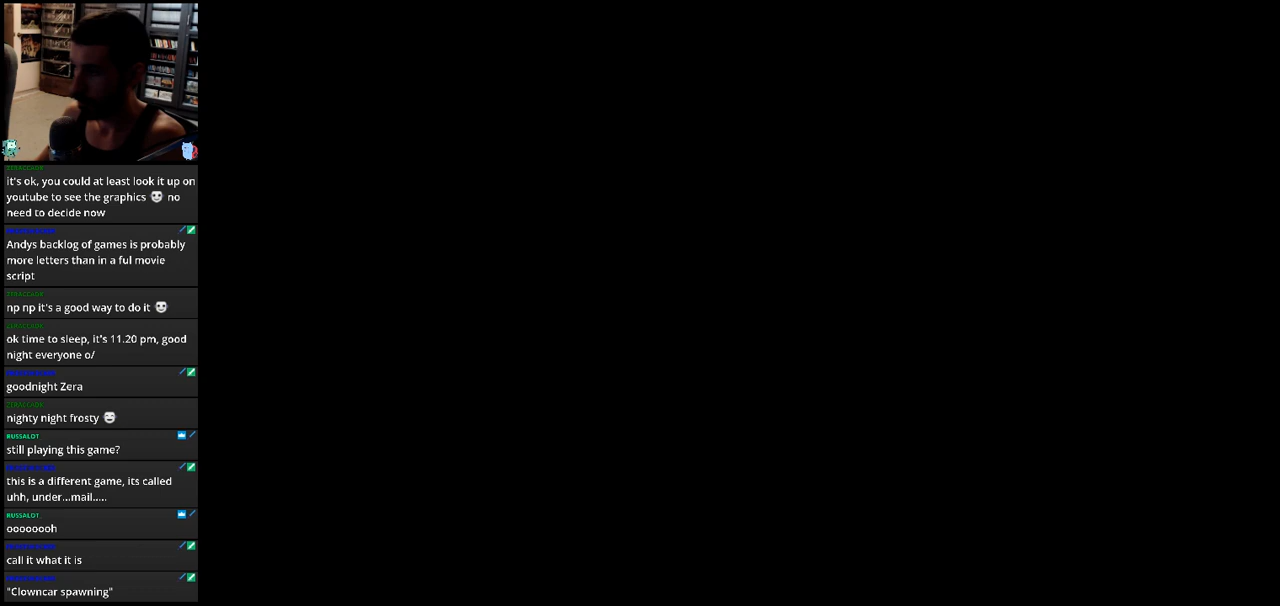 it's ok, you could at least look it up on
youtube to see the graphics no
need to decide now
Andys backlog of games is probably
more letters than in a ful movie
script
np np it's a good way to do it
ZERACCADE
ok time to sleep, it's 11.20 pm, good
night everyone o/
goodnight Zera
ZERACCADE
nighty night frosty
RUSSALOT
still playing this game?
this is a different game, its called
uhh, under...mail.....
RUSSALOT
oooooooh
call it what it is
"Clowncar spawning"